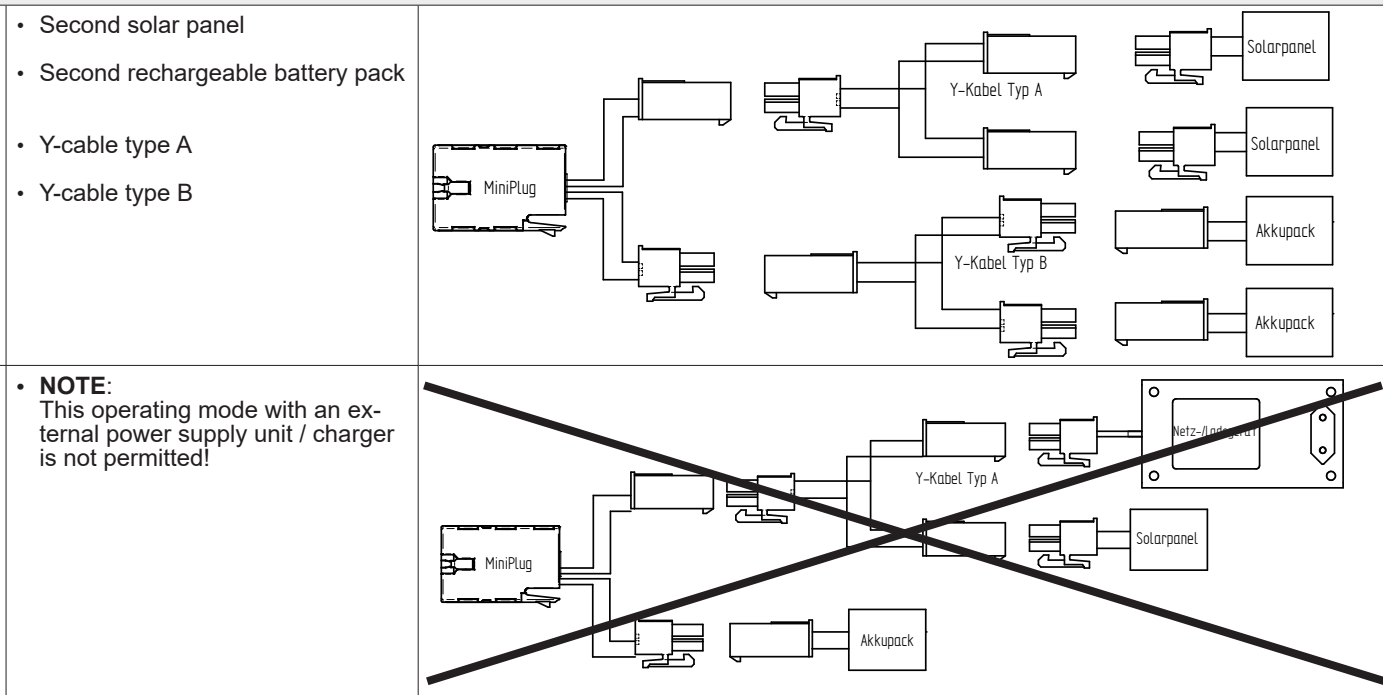 • Second solar panel
• Second rechargeable battery pack
• Y-cable type A
• Y-cable type B
MiniPlug
Y-Kabel Typ A
Y-Kabel Typ B
Solarpanel
Solarpanel
Akkupack
Akkupack
• NOTE:
This operating mode with an ex-
ternal power supply unit / charger
is not permitted!
MiniPlug
Y-Kabel Typ A
Netz-/Ladegerät
Solarpanel
Akkupack